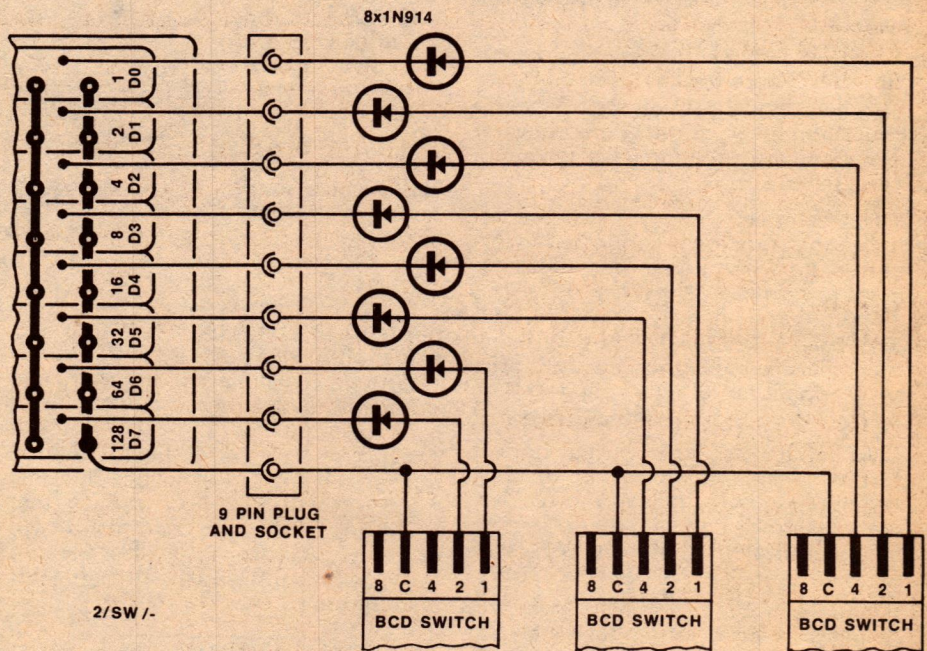 8x1N914
1
D0
2
D1
4
D2
8
D3
16
D4
32
D5
64
D6
128
D7
9 PIN PLUG
AND SOCKET
2/SW/-
8 C 4 2 1
BCD SWITCH
8 C 4 2 1
BCD SWITCH
8 C 4 2 1
BCD SWITCH